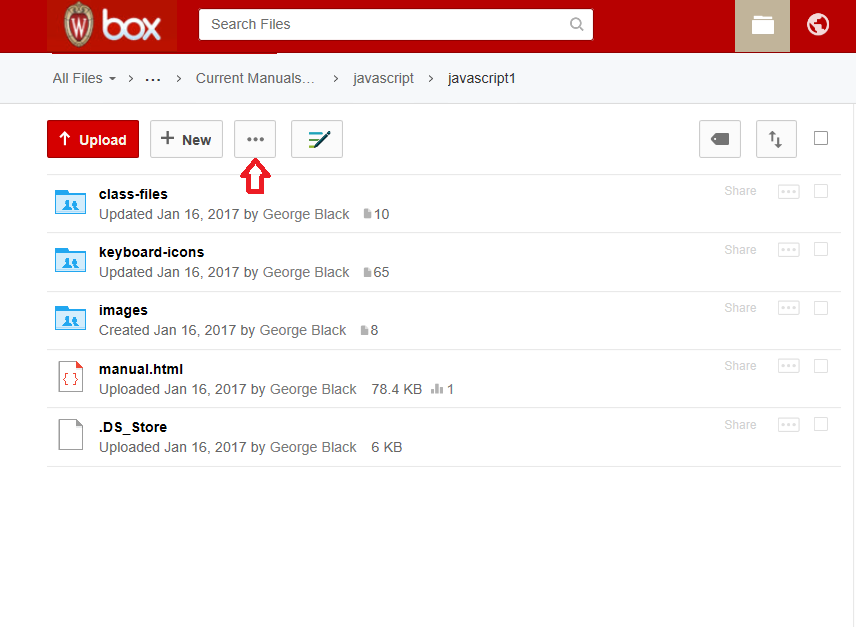 W box Search Files
All Files › ... › Current Manuals… › javascript › javascript1
Upload + New ...
class-files Share
Updated Jan 16, 2017 by George Black 10
keyboard-icons Share
Updated Jan 16, 2017 by George Black 65
images Share
Created Jan 16, 2017 by George Black 8
manual.html Share
{} Uploaded Jan 16, 2017 by George Black 78.4 KB 1
.DS_Store Share
Uploaded Jan 16, 2017 by George Black 6 KB